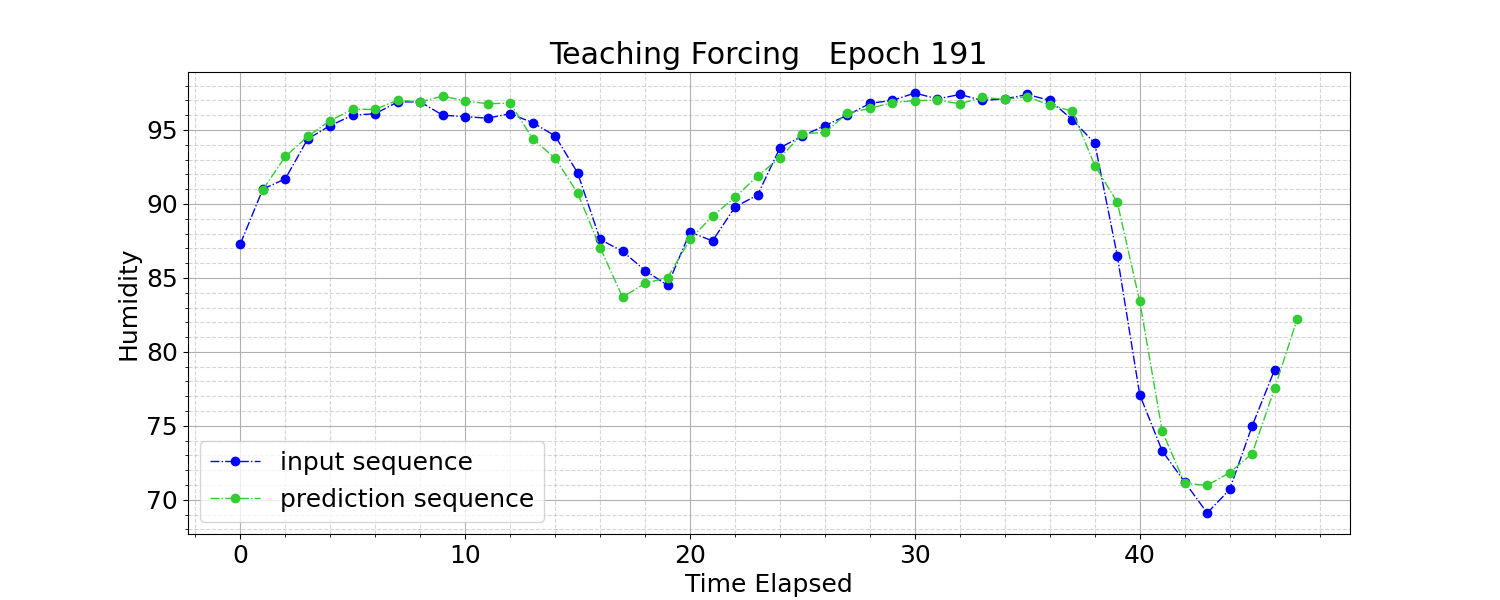 Teaching Forcing   Epoch 191
Humidity
95
90
85
80
75
70
input sequence
prediction sequence
0
10
20
30
40
Time Elapsed